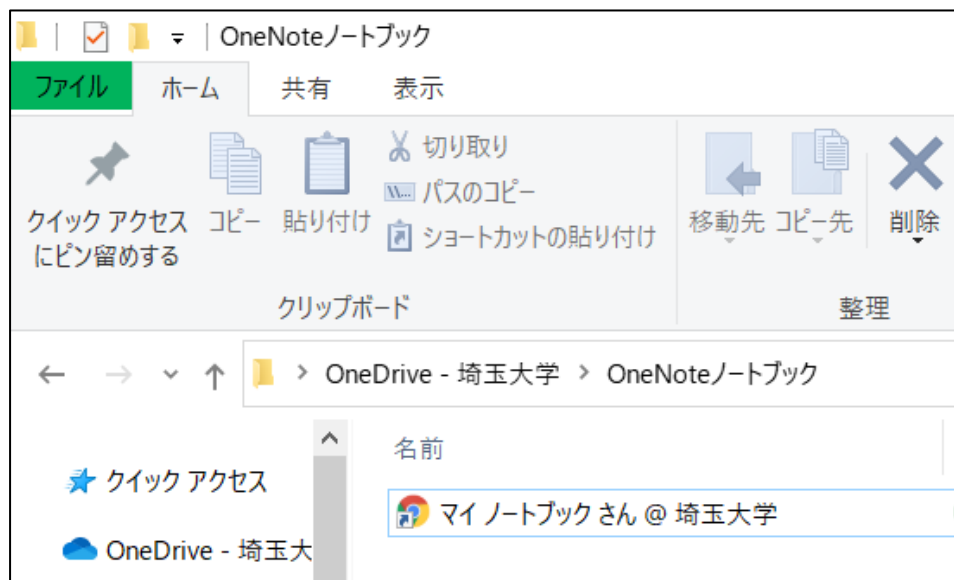 OneNoteノートブック
ファイル ホーム 共有 表示
クイック アクセス
にピン留めする
コピー
貼り付け
切り取り
パスのコピー
ショートカットの貼り付け
クリップボード
移動先
コピー先
削除
整理
OneDrive - 埼玉大学 > OneNoteノートブック
名前
クイック アクセス
マイ ノートブック さん @ 埼玉大学
OneDrive - 埼玉大